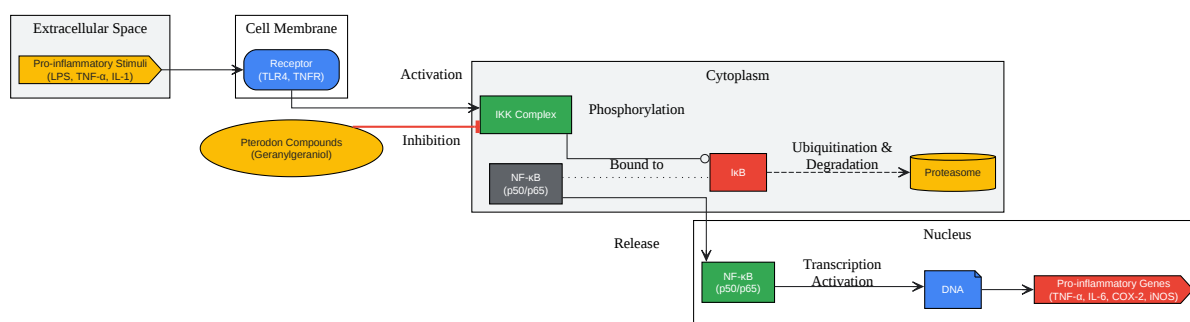 Extracellular Space
Pro-inflammatory Stimuli
(LPS, TNF-α, IL-1)
Cell Membrane
Receptor
(TLR4, TNFR)
Activation
Cytoplasm
IKK Complex
Phosphorylation
Pterodon Compounds
(Geranylgeraniol)
Inhibition
NF-κB
(p50/p65)
Bound to
IκB
Ubiquitination &
Degradation
Proteasome
Release
Nucleus
NF-κB
(p50/p65)
Transcription
Activation
DNA
Pro-inflammatory Genes
(TNF-α, IL-6, COX-2, iNOS)